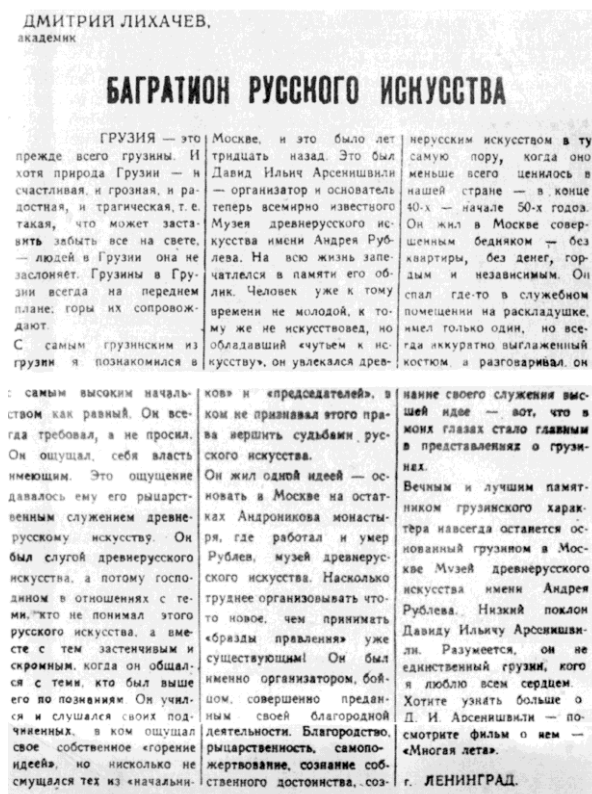 ДМИТРИЙ ЛИХАЧЕВ,
академик
БАГРАТИОН РУССКОГО ИСКУССТВА
ГРУЗИЯ — это
прежде всего грузины. И
хотя природа Грузии — и
счастливая, и грозная, и ра-
достная, и трагическая, т. е.
такая, что может заста-
вить забыть все на свете,
— людей в Грузии она не
заслоняет. Грузины в Гру-
зии всегда на переднем
плане; горы их сопровож-
дают.
С самым грузинским из
грузин я познакомился в
Москве, и это было лет
тридцать назад. Это был
Давид Ильич Арсенишвили
— организатор и основатель
теперь всемирно известного
Музея древнерусского ис-
кусства имени Андрея Руб-
лева. На всю жизнь запе-
чатлелся в памяти его об-
лик. Человек уже к тому
времени не молодой, к то-
му же не искусствовед, но
обладавший «чутьем к ис-
кусству», он увлекался древ-
нерусским искусством в ту
самую пору, когда оно
меньше всего ценилось в
нашей стране — в конце
40-х — начале 50-х годов.
Он жил в Москве совер-
шенным бедняком — без
квартиры, без денег, гор-
дым и независимым. Он
спал где-то в служебном
помещении на раскладушке,
имел только один, но все-
гда аккуратно выглаженный
костюм, а разговаривал он
с самым высоким началь-
ством как равный. Он все-
гда требовал, а не просил.
Он ощущал себя власть
имеющим. Это ощущение
давалось ему его рыцарст-
венным служением древне-
русскому искусству. Он
был слугой древнерусского
искусства, а потому госпо-
дином в отношениях с те-
ми, кто не понимал этого
русского искусства, а вме-
сте с тем застенчивым и
скромным, когда он общал-
ся с теми, кто был выше
его по познаниям. Он учил-
ся и слушался своих под-
чиненных, в ком ощущал
свое собственное «горение
идеей», но нисколько не
смущался тех из «начальни-
ков» и «председателей», в
ком не признавал этого пра-
ва вершить судьбами рус-
ского искусства.
Он жил одной идеей — ос-
новать в Москве на остат-
ках Андроникова монасты-
ря, где работал и умер
Рублев, музей древнерус-
ского искусства. Насколько
труднее организовывать что-
то новое, чем принимать
«бразды правления» уже
существующим! Он был
именно организатором, бой-
цом, совершенно предан-
ным своей благородной
деятельности. Благородство,
рыцарственность, самопо-
жертвование, сознание соб-
ственного достоинства, соз-
нание своего служения выс-
шей идее — вот, что в
моих глазах стало главным
в представлениях о грузи-
нах.
Вечным и лучшим памят-
ником грузинского харак-
тера навсегда останется ос-
нованный грузином в Мос-
кве Музей древнерусского
искусства имени Андрея
Рублева. Низкий поклон
Давиду Ильичу Арсенишви-
ли. Разумеется, он не
единственный грузин, кого
я люблю всем сердцем.
Хотите узнать больше о
Д. И. Арсенишвили — по-
смотрите фильм о нем —
«Многая лета».
г. ЛЕНИНГРАД.